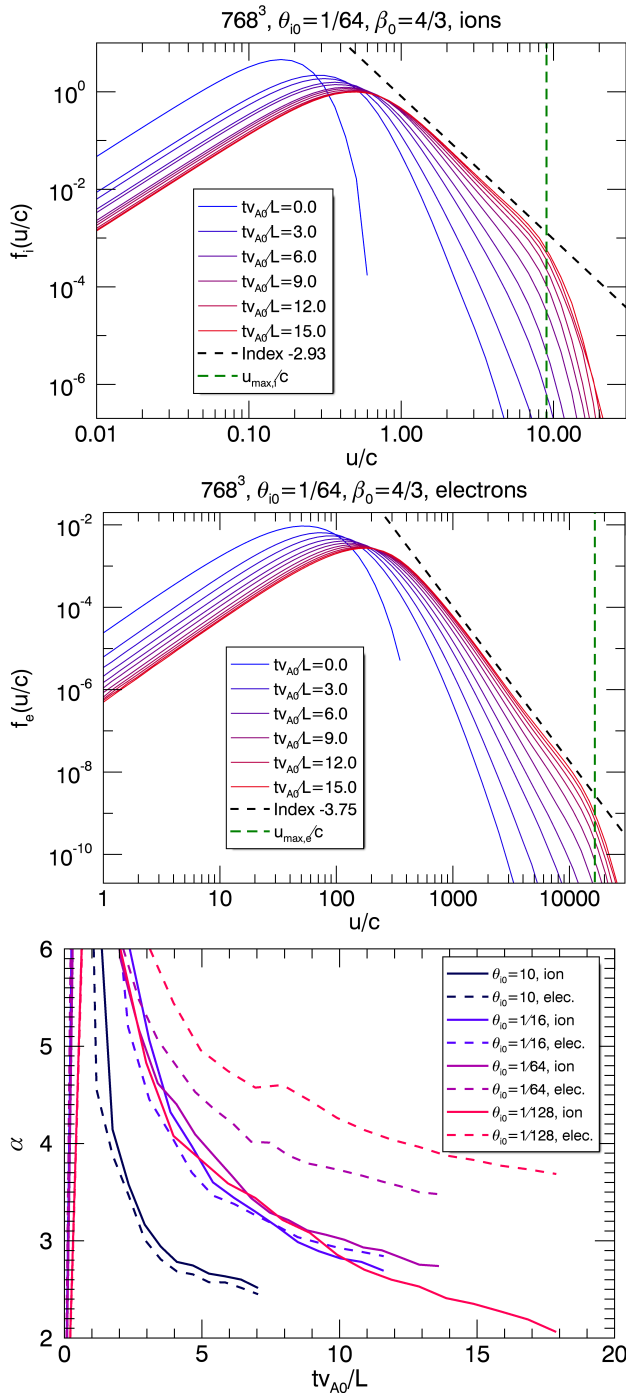 768³, θi0=1/64, β0=4/3, ions
fi(u/c)
10⁰
10⁻²
10⁻⁴
10⁻⁶
tvA0/L=0.0
tvA0/L=3.0
tvA0/L=6.0
tvA0/L=9.0
tvA0/L=12.0
tvA0/L=15.0
Index -2.93
umax,i/c
0.01 0.10 1.00 10.00
u/c
768³, θi0=1/64, β0=4/3, electrons
fe(u/c)
10⁻²
10⁻⁴
10⁻⁶
10⁻⁸
10⁻¹⁰
tvA0/L=0.0
tvA0/L=3.0
tvA0/L=6.0
tvA0/L=9.0
tvA0/L=12.0
tvA0/L=15.0
Index -3.75
umax,e/c
1 10 100 1000 10000
u/c
α
6
5
4
3
2
θi0=10, ion
θi0=10, elec.
θi0=1/16, ion
θi0=1/16, elec.
θi0=1/64, ion
θi0=1/64, elec.
θi0=1/128, ion
θi0=1/128, elec.
0 5 10 15 20
tvA0/L